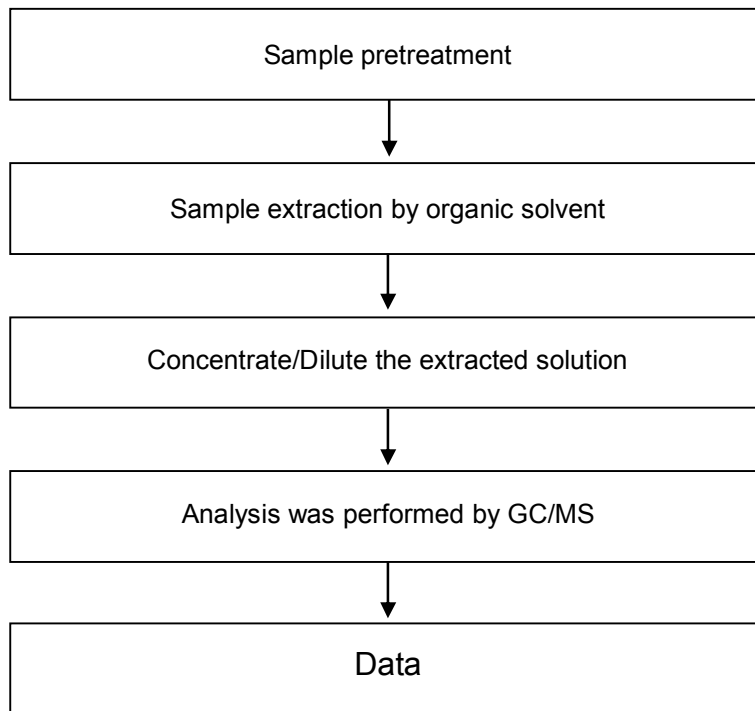 Sample pretreatment
Sample extraction by organic solvent
Concentrate/Dilute the extracted solution
Analysis was performed by GC/MS
Data